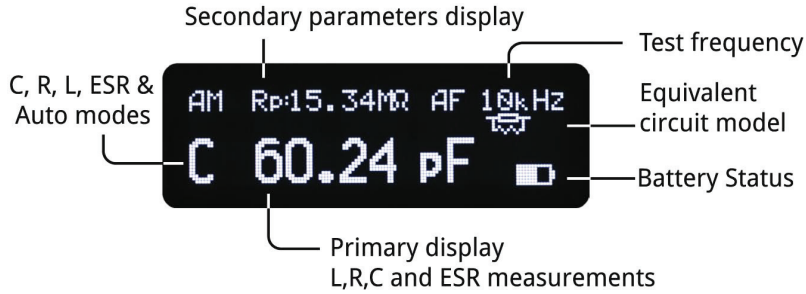 Secondary parameters display
Test frequency
C, R, L, ESR &
Auto modes
AM Rp:15.34MΩ AF 10kHz
Equivalent
circuit model
C 60.24 pF
Battery Status
Primary display
L,R,C and ESR measurements